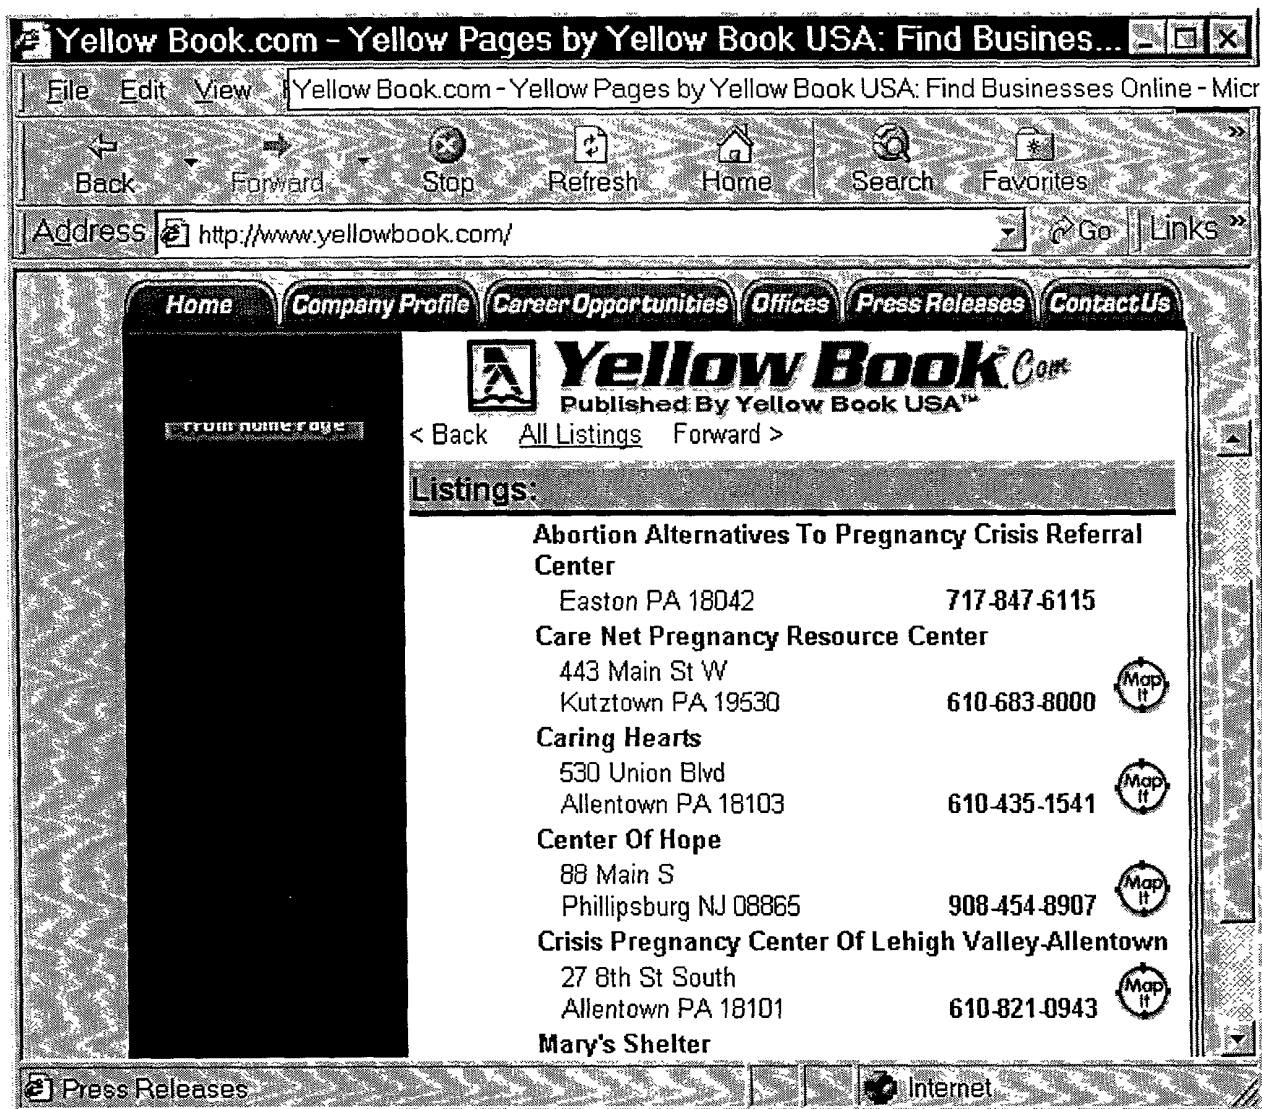 Yellow Book.com - Yellow Pages by Yellow Book USA: Find Busines...
File Edit View Yellow Book.com - Yellow Pages by Yellow Book USA: Find Businesses Online - Micr
Back Forward Stop Refresh Home Search Favorites »
Address http://www.yellowbook.com/ Go Links »
Home Company Profile Career Opportunities Offices Press Releases Contact Us
Yellow Book.Com
Published By Yellow Book USA™
From Home Page
< Back All Listings Forward >
Listings:
Abortion Alternatives To Pregnancy Crisis Referral
Center
Easton PA 18042 717-847-6115
Care Net Pregnancy Resource Center
443 Main St W
Kutztown PA 19530 610-683-8000 Map It
Caring Hearts
530 Union Blvd
Allentown PA 18103 610-435-1541 Map It
Center Of Hope
88 Main S
Phillipsburg NJ 08865 908-454-8907 Map It
Crisis Pregnancy Center Of Lehigh Valley-Allentown
27 8th St South
Allentown PA 18101 610-821-0943 Map It
Mary's Shelter
Press Releases Internet